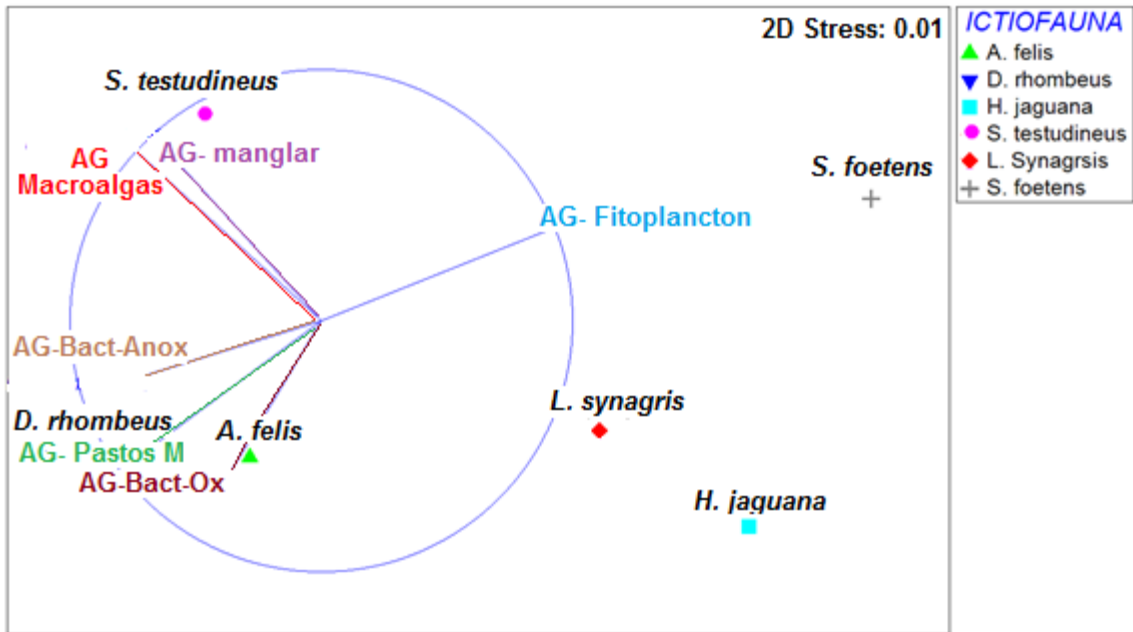 2D Stress: 0.01
S. testudineus
AG
Macroalgas
AG- manglar
S. foetens
AG- Fitoplancton
AG-Bact-Anox
L. synagris
D. rhombeus
A. felis
AG- Pastos M
AG-Bact-Ox
H. jaguana
ICTIOFAUNA
A. felis
D. rhombeus
H. jaguana
S. testudineus
L. Synagrsis
S. foetens